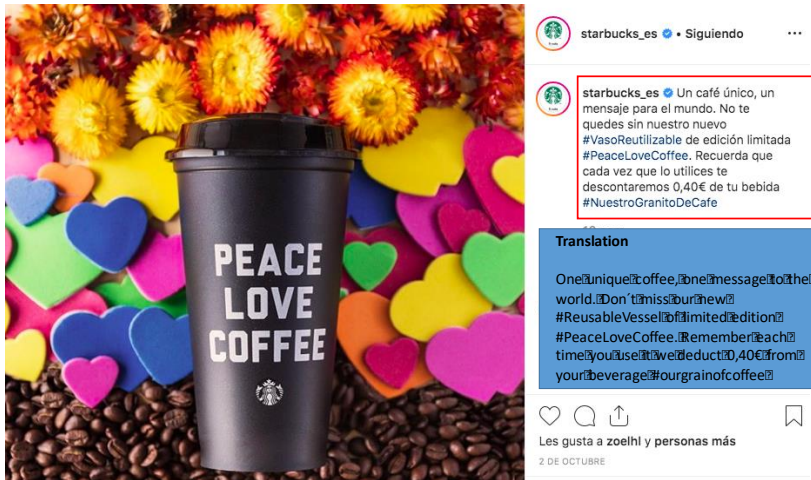 PEACE
LOVE
COFFEE
starbucks_es • Siguiendo
starbucks_es Un café único, un
mensaje para el mundo. No te
quedes sin nuestro nuevo
#VasoReutilizable de edición limitada
#PeaceLoveCoffee. Recuerda que
cada vez que lo utilices te
descontaremos 0,40€ de tu bebida
#NuestroGranitoDeCafe
Translation
One unique coffee, one message to the
world. Don´t miss our new
#ReusableVessel of limited edition
#PeaceLoveCoffee. Remember each
time you use it we deduct 0,40€ from
your beverage #ourgrainofcoffee
Les gusta a zoelhl y personas más
2 DE OCTUBRE